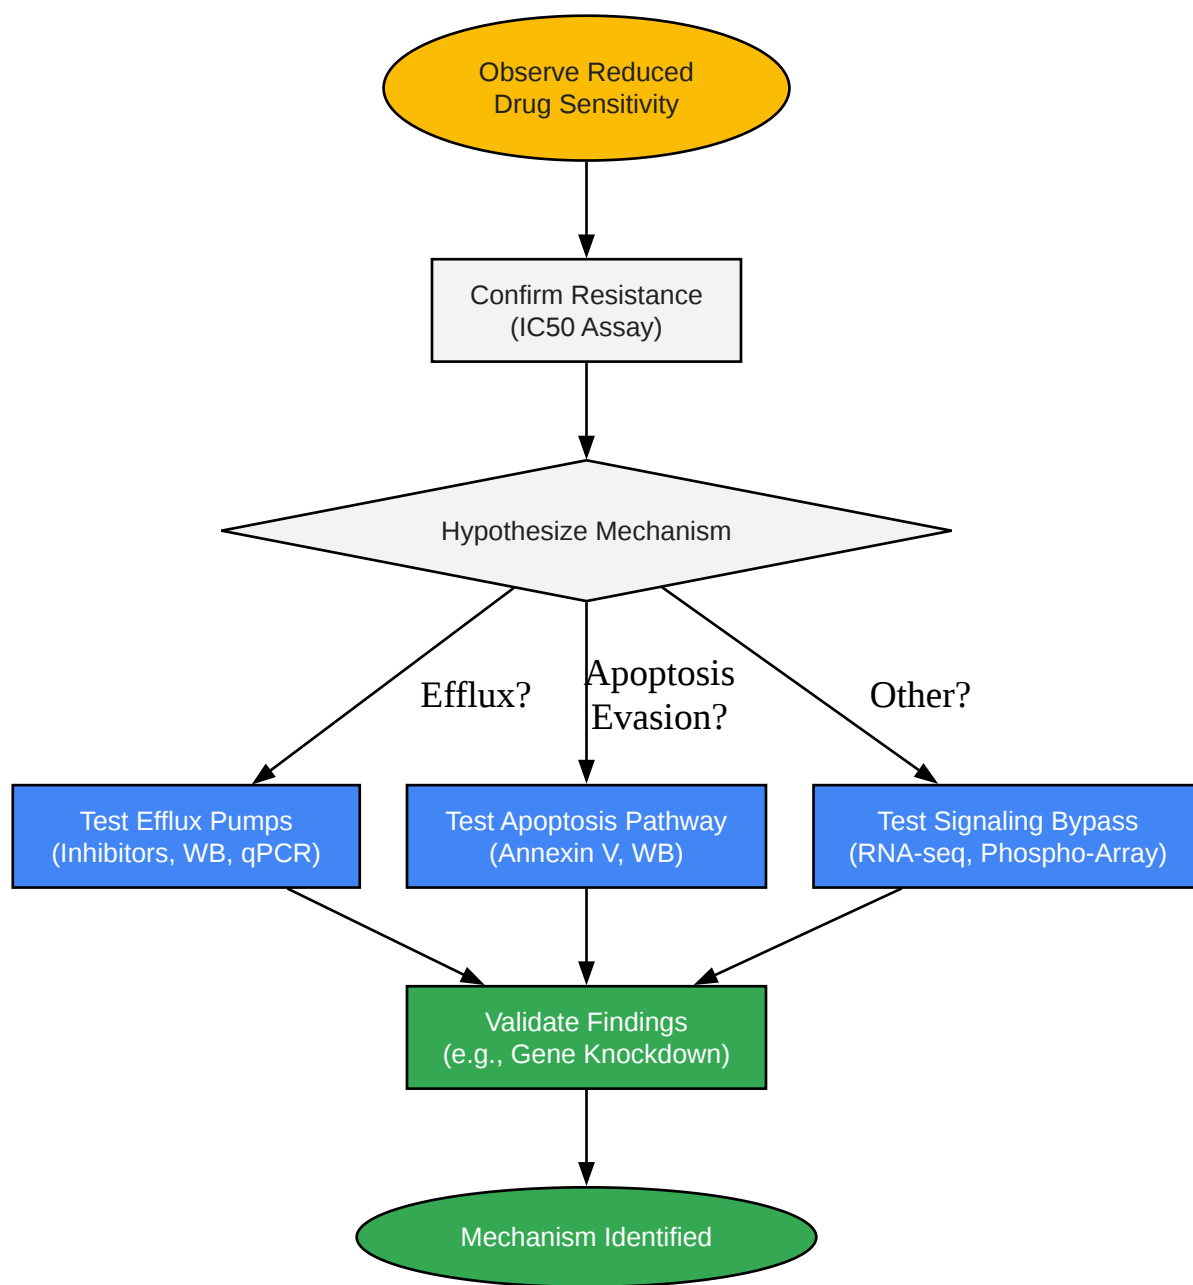 Observe Reduced
Drug Sensitivity
Confirm Resistance
(IC50 Assay)
Hypothesize Mechanism
Efflux?
Apoptosis
Evasion?
Other?
Test Efflux Pumps
(Inhibitors, WB, qPCR)
Test Apoptosis Pathway
(Annexin V, WB)
Test Signaling Bypass
(RNA-seq, Phospho-Array)
Validate Findings
(e.g., Gene Knockdown)
Mechanism Identified